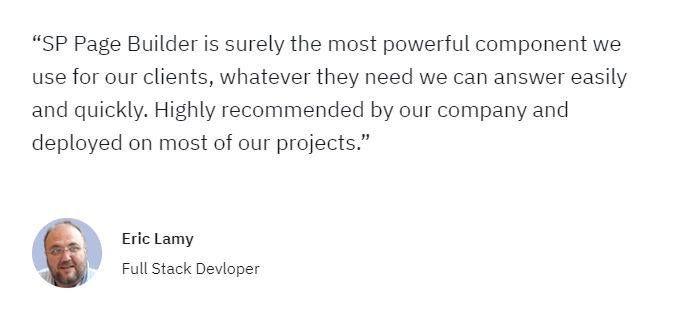 “SP Page Builder is surely the most powerful component we
use for our clients, whatever they need we can answer easily
and quickly. Highly recommended by our company and
deployed on most of our projects.”
Eric Lamy
Full Stack Devloper